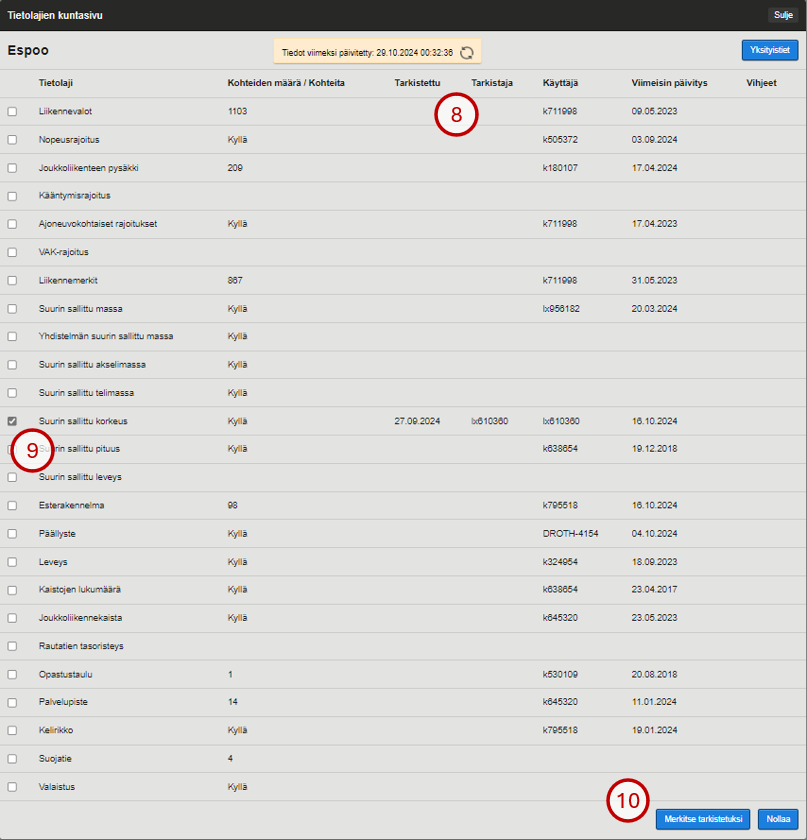 Tietolajien kuntasivu Sulje
Espoo Tiedot viimeksi päivitetty: 29.10.2024 00:32:36 Yksityistiet
Tietolaji Kohteiden määrä / Kohteita Tarkistettu Tarkistaja Käyttäjä Viimeisin päivitys Vihjeet
Liikennevalot 1103 8 k711998 09.05.2023
Nopeusrajoitus Kyllä k505372 03.09.2024
Joukkoliikenteen pysäkki 209 k180107 17.04.2024
Kääntymisrajoitus
Ajoneuvokohtaiset rajoitukset Kyllä k711998 17.04.2023
VAK-rajoitus
Liikennemerkit 867 k711998 31.05.2023
Suurin sallittu massa Kyllä lx956182 20.03.2024
Yhdistelmän suurin sallittu massa Kyllä
Suurin sallittu akselimassa Kyllä
Suurin sallittu telimassa Kyllä
Suurin sallittu korkeus Kyllä 27.09.2024 lx610360 lx610360 16.10.2024
9 Suurin sallittu pituus Kyllä k638654 19.12.2018
Suurin sallittu leveys
Esterakennelma 98 k795518 16.10.2024
Päällyste Kyllä DROTH-4154 04.10.2024
Leveys Kyllä k324954 18.09.2023
Kaistojen lukumäärä Kyllä k638654 23.04.2017
Joukkoliikennekaista Kyllä k645320 23.05.2023
Rautatien tasoristeys
Opastustaulu 1 k530109 20.08.2018
Palvelupiste 14 k645320 11.01.2024
Kelirikko Kyllä k795518 19.01.2024
Suojatie 4
Valaistus Kyllä
10 Merkitse tarkistetuksi Nollaa